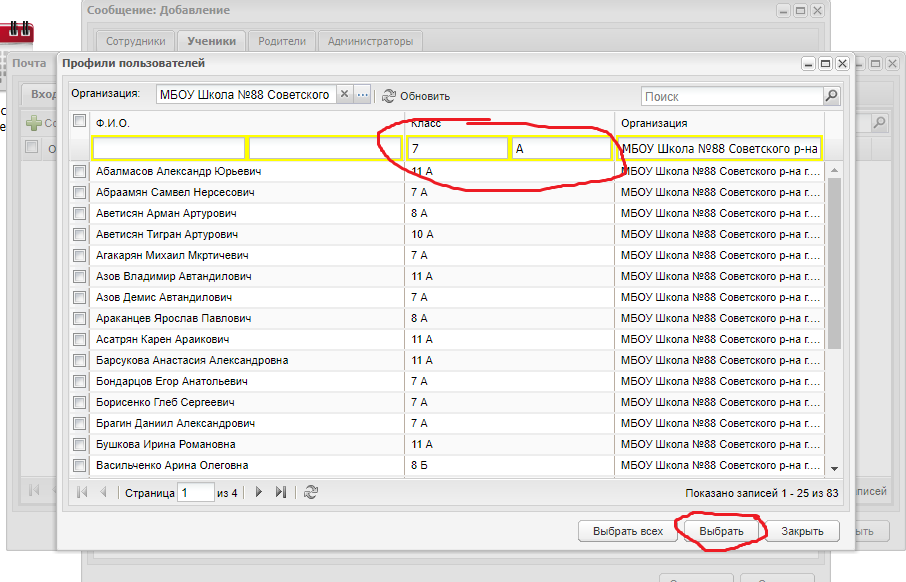 Сообщение: Добавление
Сотрудники Ученики Родители Администраторы
Почта
Профили пользователей
Вход
Организация: МБОУ Школа №88 Советского ... Обновить Поиск
Ф.И.О. Класс Организация
7 А МБОУ Школа №88 Советского р-на
Абалмасов Александр Юрьевич 11 А МБОУ Школа №88 Советского р-на г....
Абраамян Самвел Нерсесович 7 А МБОУ Школа №88 Советского р-на г....
Аветисян Арман Артурович 8 А МБОУ Школа №88 Советского р-на г....
Аветисян Тигран Артурович 10 А МБОУ Школа №88 Советского р-на г....
Агакарян Михаил Мкртичевич 7 А МБОУ Школа №88 Советского р-на г....
Азов Владимир Автандилович 11 А МБОУ Школа №88 Советского р-на г....
Азов Демис Автандилович 7 А МБОУ Школа №88 Советского р-на г....
Араканцев Ярослав Павлович 8 А МБОУ Школа №88 Советского р-на г....
Асатрян Карен Араикович 11 А МБОУ Школа №88 Советского р-на г....
Барсукова Анастасия Александровна 11 А МБОУ Школа №88 Советского р-на г....
Бондарцов Егор Анатольевич 7 А МБОУ Школа №88 Советского р-на г....
Борисенко Глеб Сергеевич 7 А МБОУ Школа №88 Советского р-на г....
Брагин Даниил Александрович 7 А МБОУ Школа №88 Советского р-на г....
Бушкова Ирина Романовна 11 А МБОУ Школа №88 Советского р-на г....
Васильченко Арина Олеговна 8 Б МБОУ Школа №88 Советского р-на г....
Страница 1 из 4 Показано записей 1 - 25 из 83
писей
Выбрать всех Выбрать Закрыть
ыть